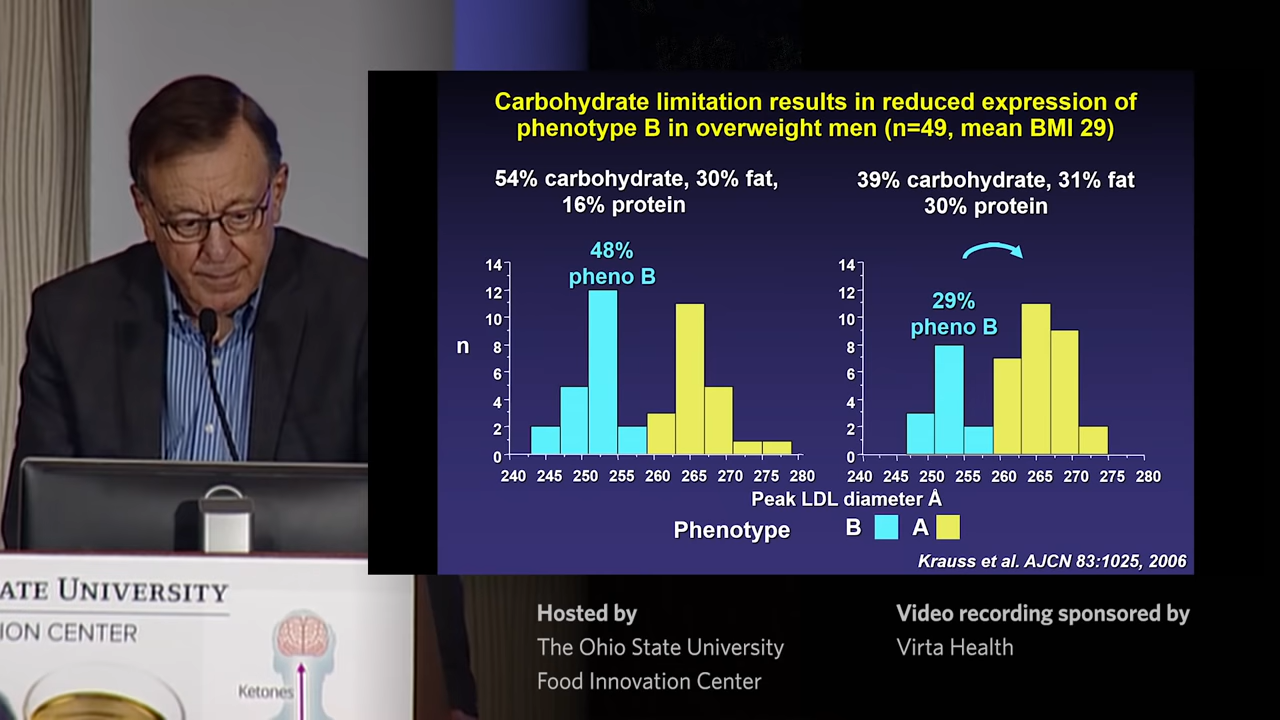 Carbohydrate limitation results in reduced expression of
phenotype B in overweight men (n=49, mean BMI 29)
54% carbohydrate, 30% fat,
16% protein
39% carbohydrate, 31% fat
30% protein
48%
pheno B
29%
pheno B
n
14
12
10
8
6
4
2
0
240 245 250 255 260 265 270 275 280
14
12
10
8
6
4
2
0
240 245 250 255 260 265 270 275 280
Peak LDL diameter Å
Phenotype B A
Krauss et al. AJCN 83:1025, 2006
ATE UNIVERSITY
ION CENTER
Ketones
Hosted by
The Ohio State University
Food Innovation Center
Video recording sponsored by
Virta Health